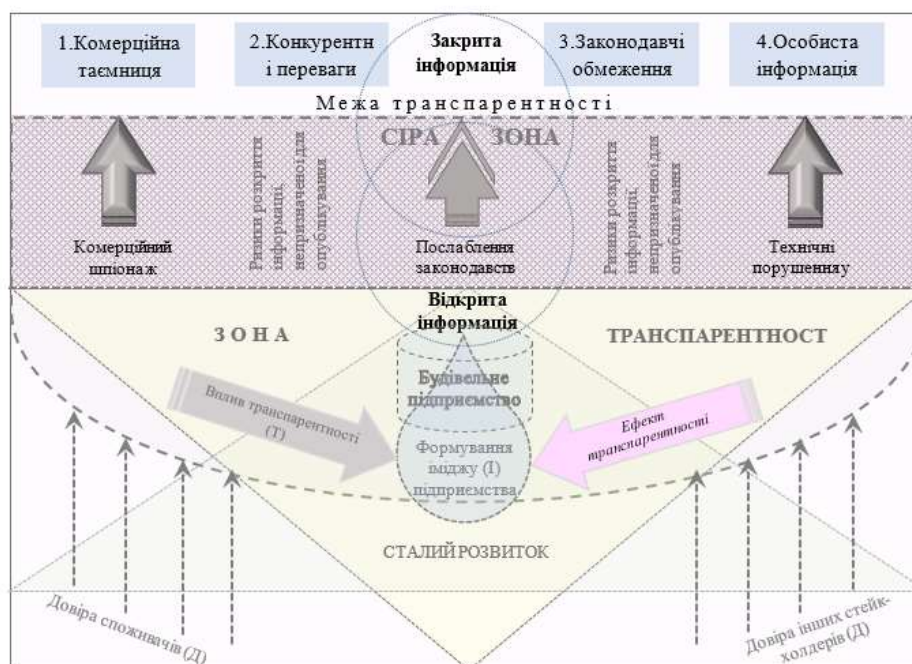 1.Комерційна
таємниця
2.Конкурентн
і переваги
Закрита
інформація
3.Законодавчі
обмеження
4.Особиста
інформація
Межа транспарентності
СІРА ЗОНА
Ризики розкриття
інформації,
непризначеної для
опублікування
Ризики розкриття
інформації,
непризначеної для
опублікування
Комерційний
шпіонаж
Послаблення
законодавств
Технічні
порушенняу
Відкрита
інформація
ЗОНА
ТРАНСПАРЕНТНОСТ
Будівельне
підприємство
Вплив транспарентності
(Т)
Ефект
транспарентності
Формування
іміджу (І)
підприємства
СТАЛИЙ РОЗВИТОК
Довіра споживачів (Д)
Довіра інших стейк-
холдерів (Д)